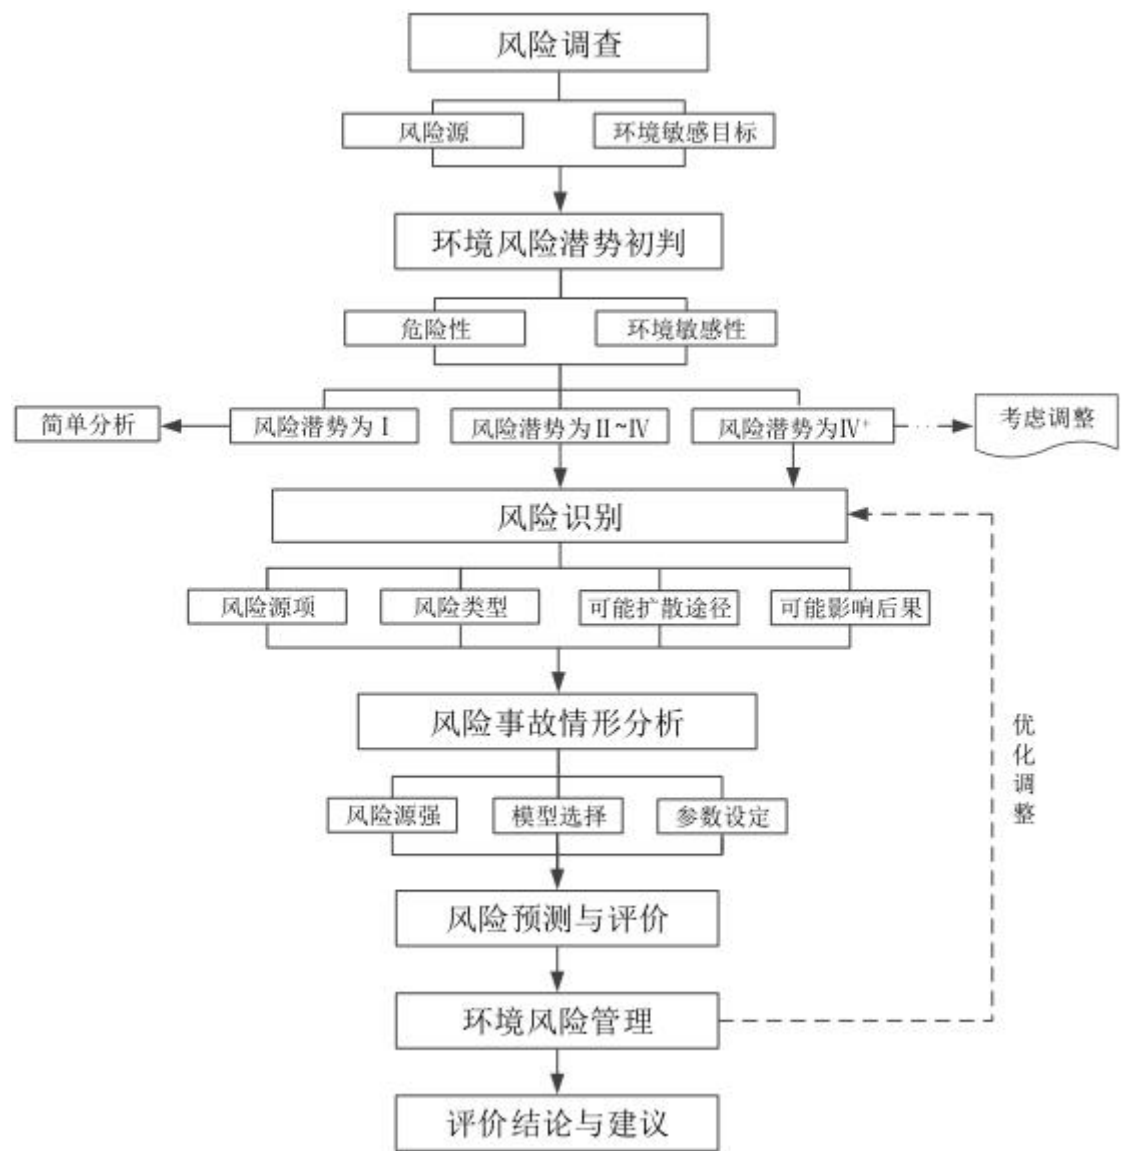 风险调查
风险源
环境敏感目标
环境风险潜势初判
危险性
环境敏感性
简单分析
风险潜势为Ⅰ
风险潜势为Ⅱ~Ⅳ
风险潜势为Ⅳ⁺
考虑调整
风险识别
风险源项
风险类型
可能扩散途径
可能影响后果
风险事故情形分析
优化调整
风险源强
模型选择
参数设定
风险预测与评价
环境风险管理
评价结论与建议